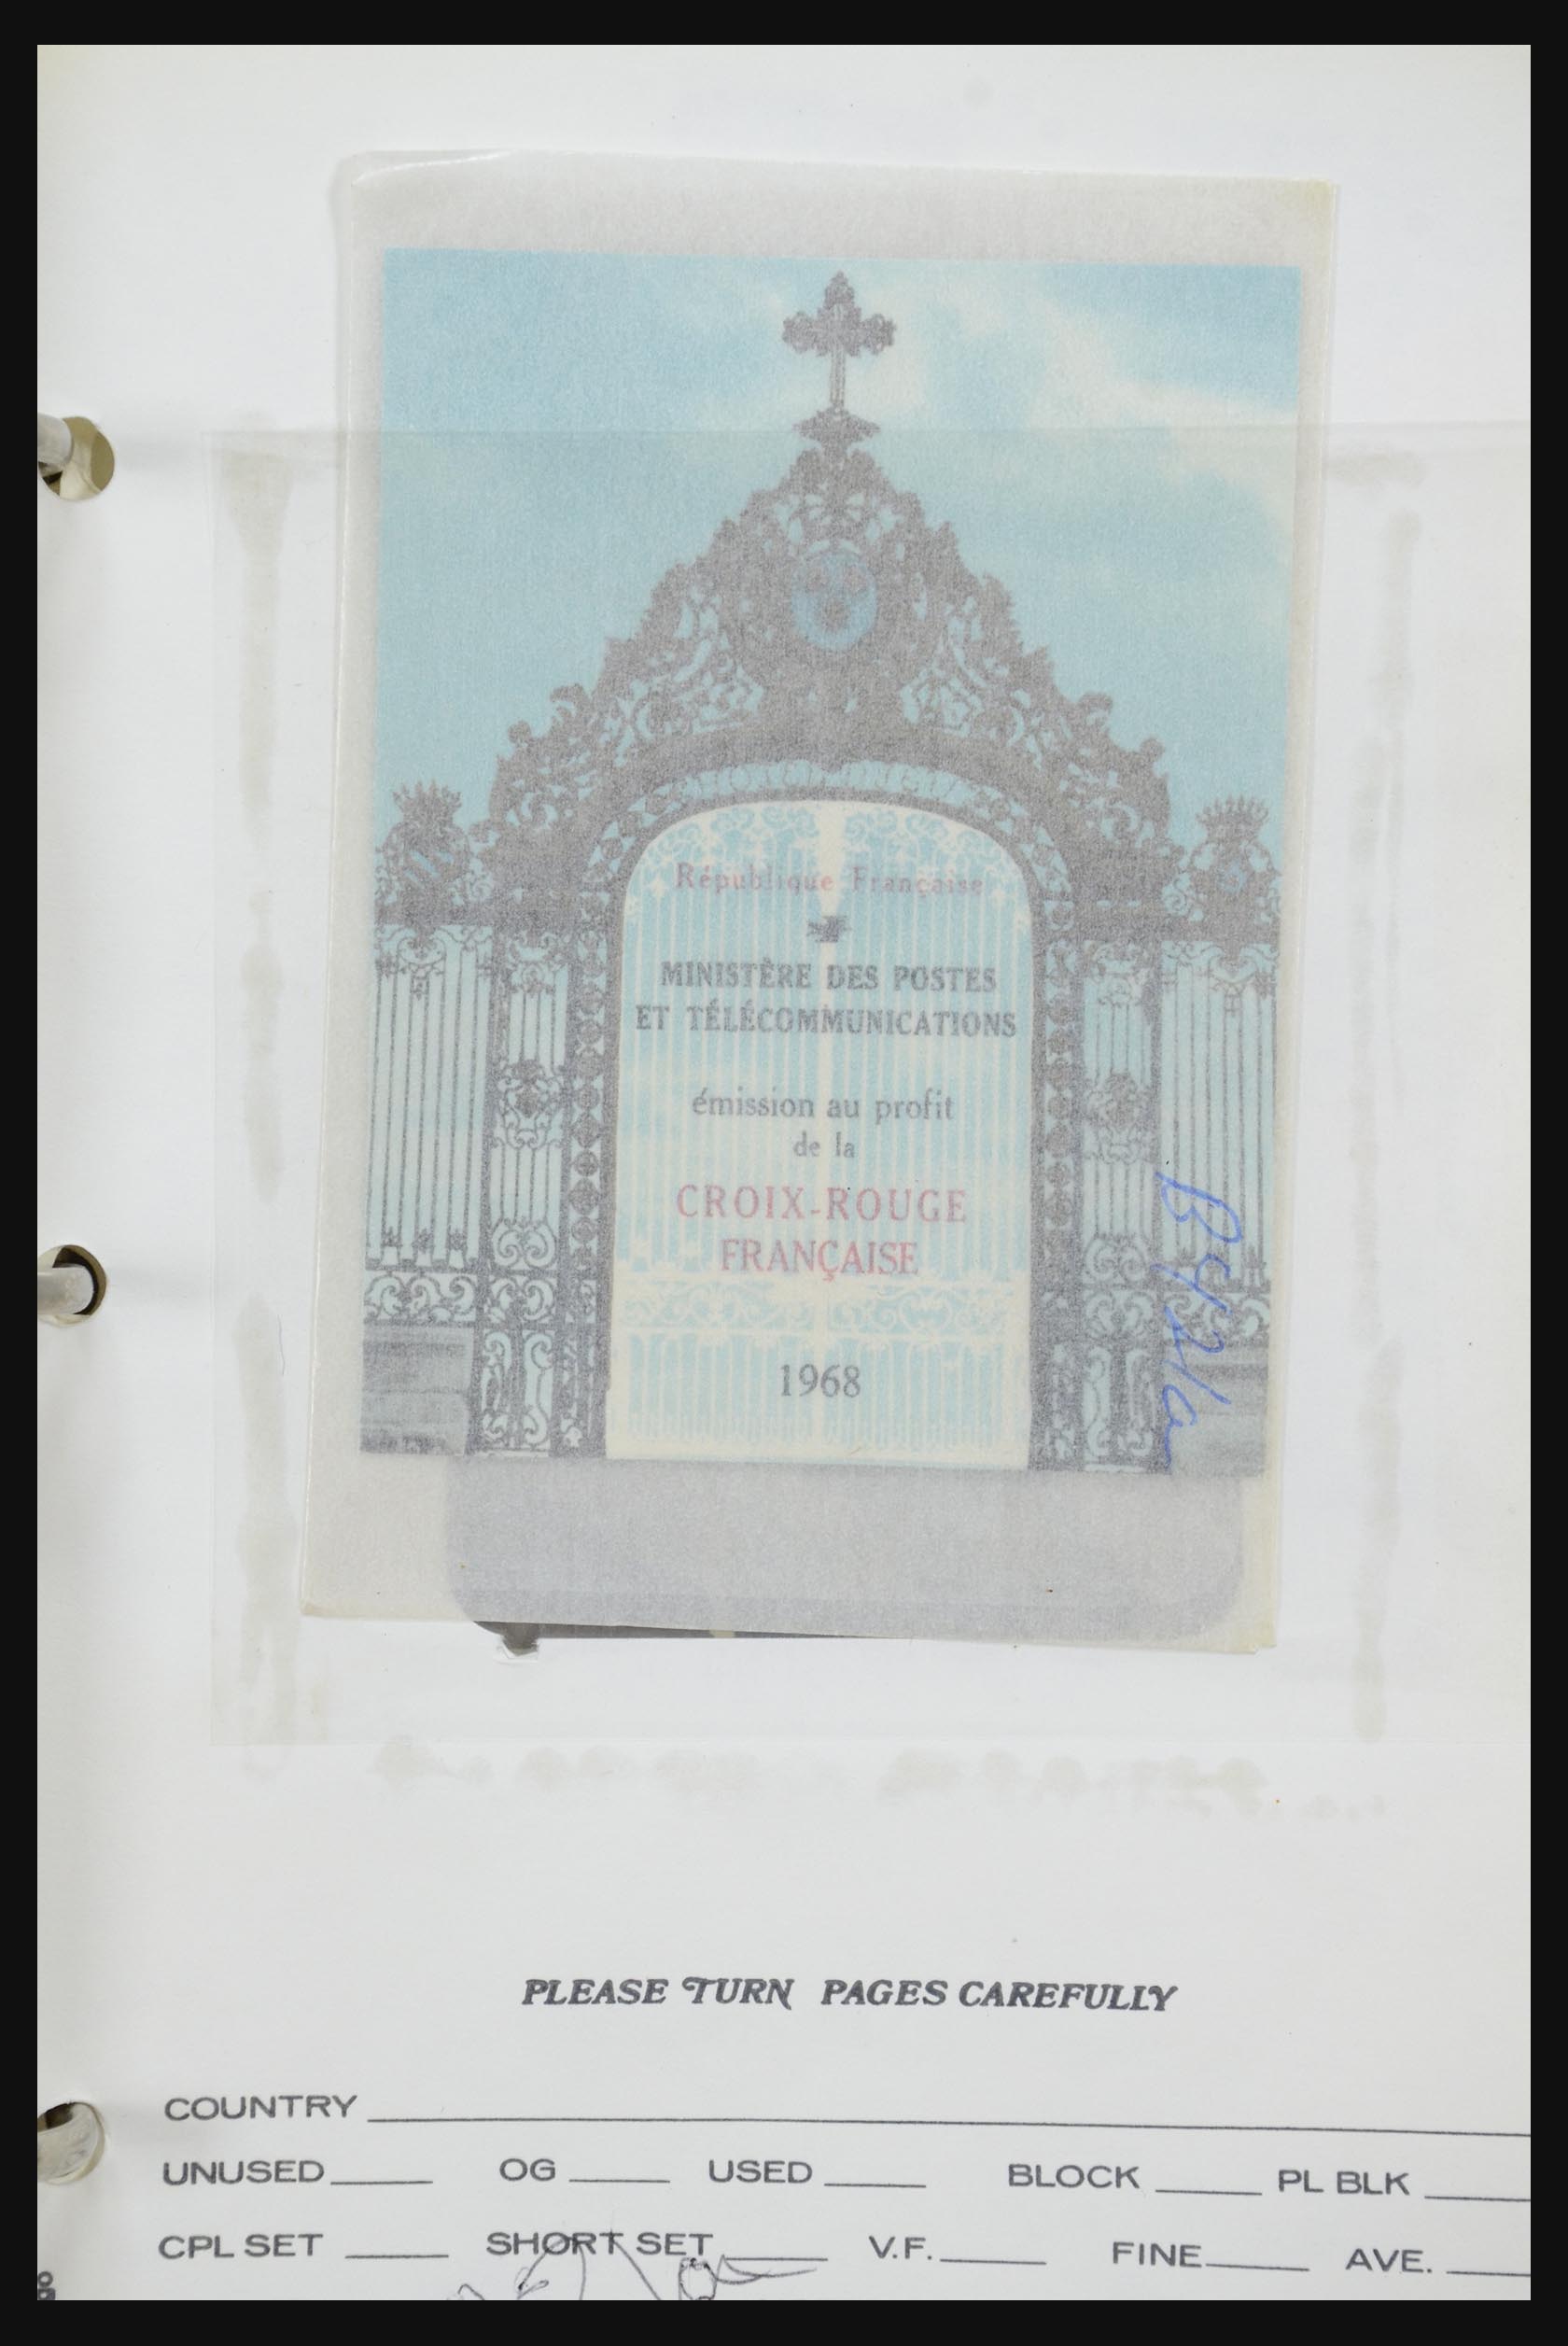 République Française
MINISTÈRE DES POSTES
ET TÉLÉCOMMUNICATIONS
émission au profit
de la
CROIX-ROUGE
FRANÇAISE
1968
B421a
PLEASE TURN PAGES CAREFULLY
COUNTRY
UNUSED OG USED BLOCK PL BLK
CPL SET SHORT SET V.F. FINE AVE.